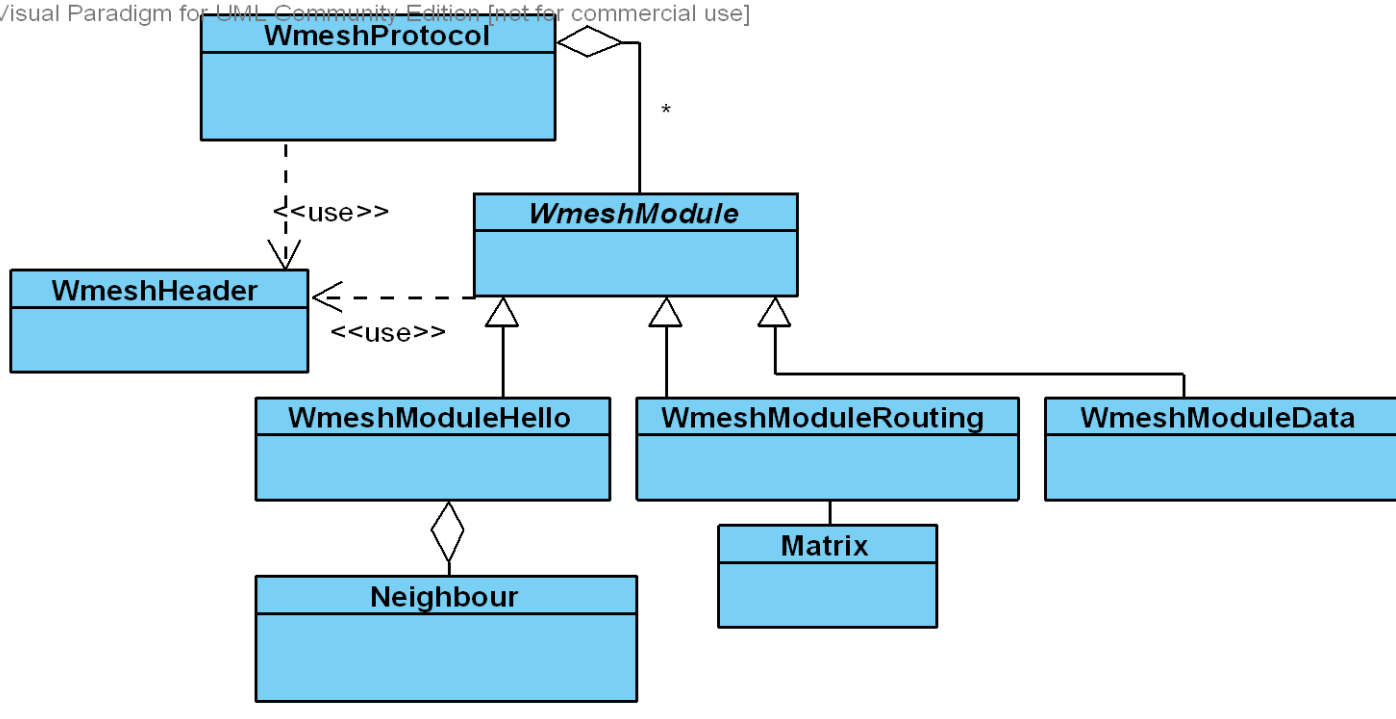 Visual Paradigm for UML Community Edition [not for commercial use]
WmeshProtocol
*
<<use>>
WmeshModule
WmeshHeader
<<use>>
WmeshModuleHello
WmeshModuleRouting
WmeshModuleData
Matrix
Neighbour